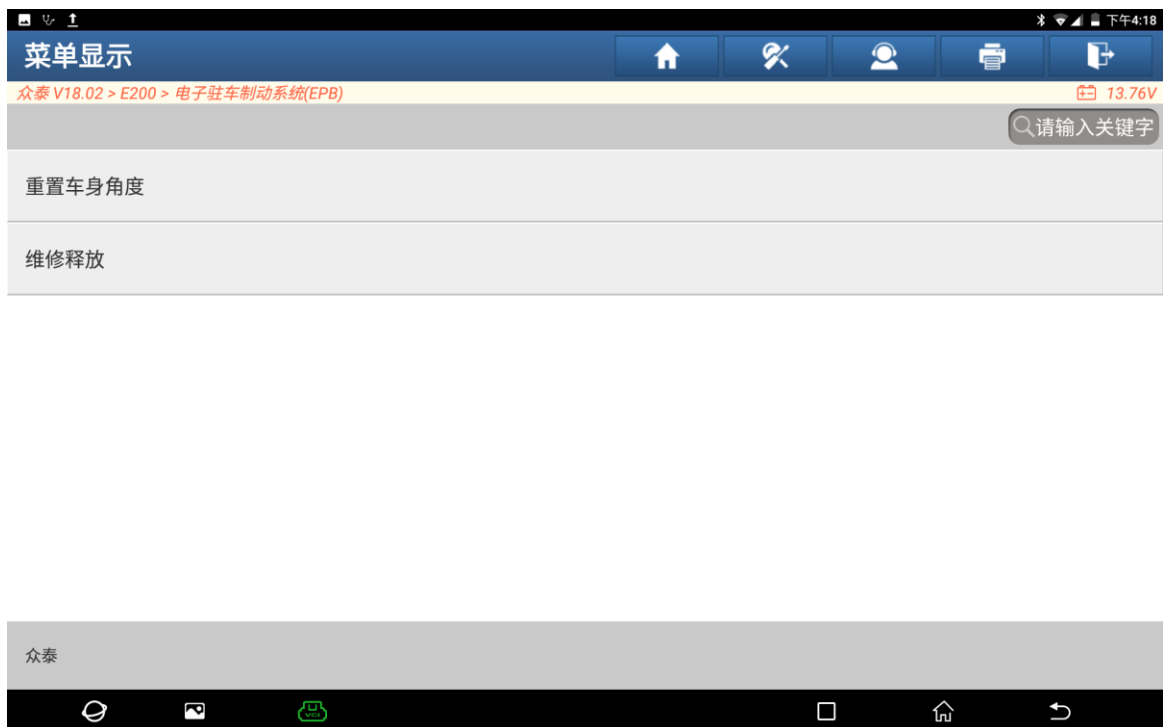 下午4:18
菜单显示
众泰 V18.02 > E200 > 电子驻车制动系统(EPB)
13.76V
请输入关键字
重置车身角度
维修释放
众泰
VCI